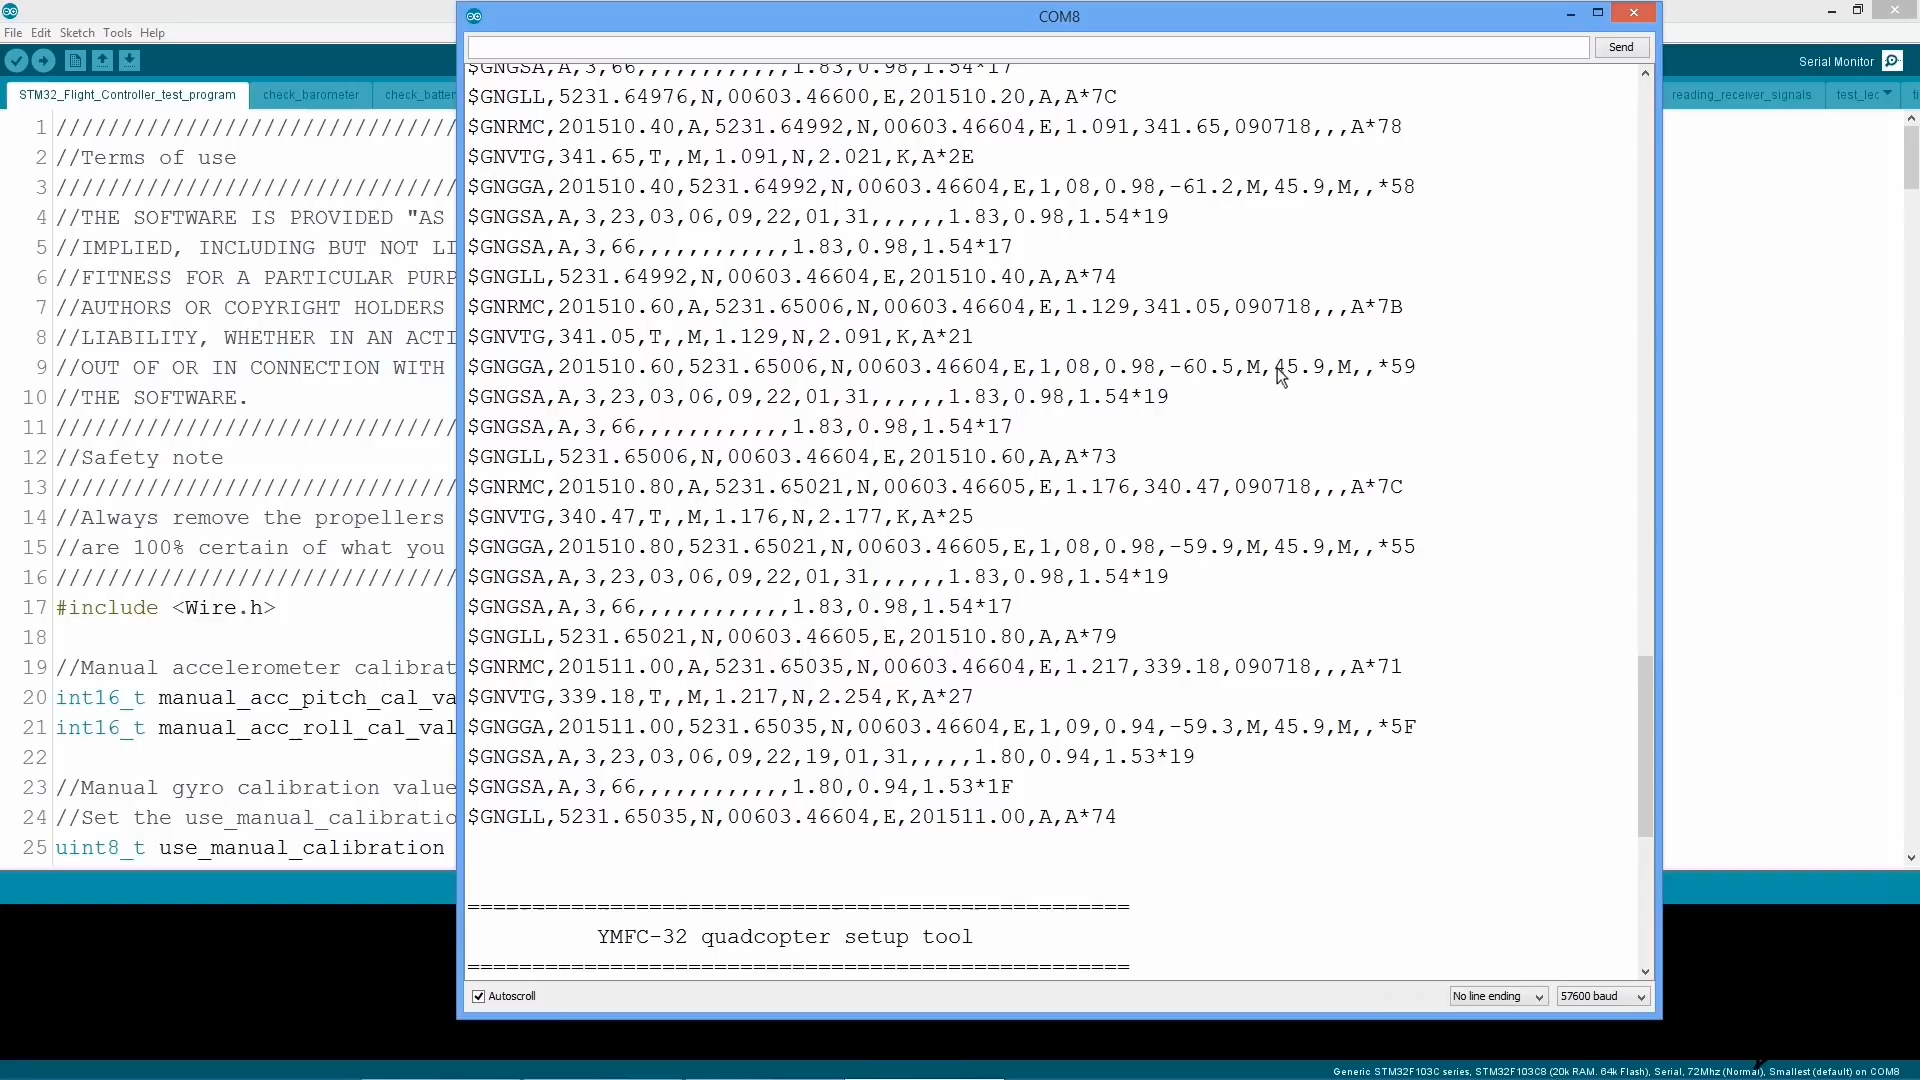 COM8
File Edit Sketch Tools Help
Send
Serial Monitor
STM32_Flight_Controller_test_program
check_barometer
reading_receiver_signals
1 ///////////////////////////////
2 //Terms of use
3 ///////////////////////////////
4 //THE SOFTWARE IS PROVIDED "AS
5 //IMPLIED, INCLUDING BUT NOT LI
6 //FITNESS FOR A PARTICULAR PURP
7 //AUTHORS OR COPYRIGHT HOLDERS
8 //LIABILITY, WHETHER IN AN ACTI
9 //OUT OF OR IN CONNECTION WITH
10 //THE SOFTWARE.
11 ///////////////////////////////
12 //Safety note
13 ///////////////////////////////
14 //Always remove the propellers
15 //are 100% certain of what you
16 ///////////////////////////////
17 #include <Wire.h>
18
19 //Manual accelerometer calibrat
20 int16_t manual_acc_pitch_cal_va
21 int16_t manual_acc_roll_cal_val
22
23 //Manual gyro calibration value
24 //Set the use_manual_calibratio
25 uint8_t use_manual_calibration
$GNGSA,A,3,66,,,,,,,,,,,,1.83,0.98,1.54*17
$GNGLL,5231.64976,N,00603.46600,E,201510.20,A,A*7C
$GNRMC,201510.40,A,5231.64992,N,00603.46604,E,1.091,341.65,090718,,,A*78
$GNVTG,341.65,T,,M,1.091,N,2.021,K,A*2E
$GNGGA,201510.40,5231.64992,N,00603.46604,E,1,08,0.98,-61.2,M,45.9,M,,*58
$GNGSA,A,3,23,03,06,09,22,01,31,,,,,,1.83,0.98,1.54*19
$GNGSA,A,3,66,,,,,,,,,,,,1.83,0.98,1.54*17
$GNGLL,5231.64992,N,00603.46604,E,201510.40,A,A*74
$GNRMC,201510.60,A,5231.65006,N,00603.46604,E,1.129,341.05,090718,,,A*7B
$GNVTG,341.05,T,,M,1.129,N,2.091,K,A*21
$GNGGA,201510.60,5231.65006,N,00603.46604,E,1,08,0.98,-60.5,M,45.9,M,,*59
$GNGSA,A,3,23,03,06,09,22,01,31,,,,,,1.83,0.98,1.54*19
$GNGSA,A,3,66,,,,,,,,,,,,1.83,0.98,1.54*17
$GNGLL,5231.65006,N,00603.46604,E,201510.60,A,A*73
$GNRMC,201510.80,A,5231.65021,N,00603.46605,E,1.176,340.47,090718,,,A*7C
$GNVTG,340.47,T,,M,1.176,N,2.177,K,A*25
$GNGGA,201510.80,5231.65021,N,00603.46605,E,1,08,0.98,-59.9,M,45.9,M,,*55
$GNGSA,A,3,23,03,06,09,22,01,31,,,,,,1.83,0.98,1.54*19
$GNGSA,A,3,66,,,,,,,,,,,,1.83,0.98,1.54*17
$GNGLL,5231.65021,N,00603.46605,E,201510.80,A,A*79
$GNRMC,201511.00,A,5231.65035,N,00603.46604,E,1.217,339.18,090718,,,A*71
$GNVTG,339.18,T,,M,1.217,N,2.254,K,A*27
$GNGGA,201511.00,5231.65035,N,00603.46604,E,1,09,0.94,-59.3,M,45.9,M,,*5F
$GNGSA,A,3,23,03,06,09,22,19,01,31,,,,,1.80,0.94,1.53*19
$GNGSA,A,3,66,,,,,,,,,,,,1.80,0.94,1.53*1F
$GNGLL,5231.65035,N,00603.46604,E,201511.00,A,A*74
===================================================
YMFC-32 quadcopter setup tool
===================================================
Autoscroll
No line ending
57600 baud
Generic STM32F103C series, STM32F103C8 (20k RAM. 64k Flash), Serial, 72Mhz (Normal), Smallest (default) on COM8